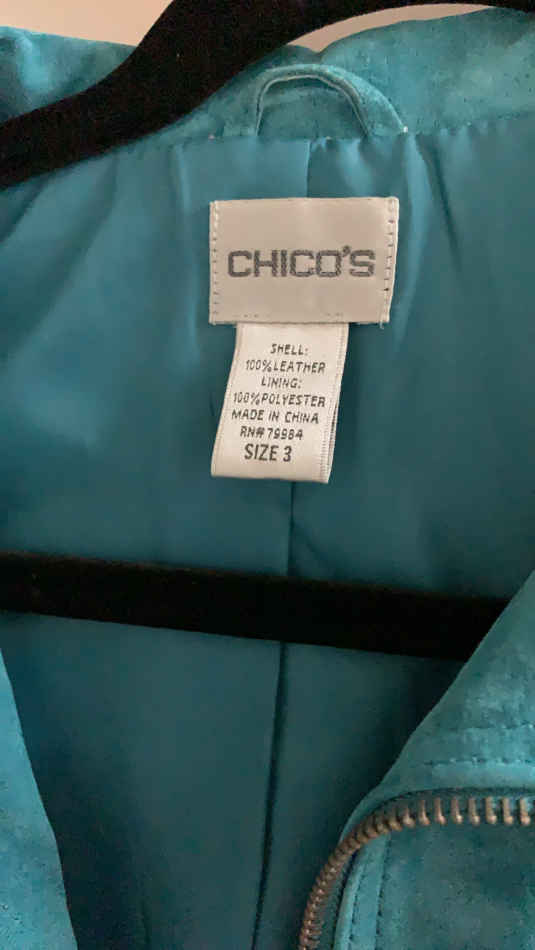 CHICO'S
SHELL:
100%LEATHER
LINING:
100%POLYESTER
MADE IN CHINA
RN# 79984
SIZE 3